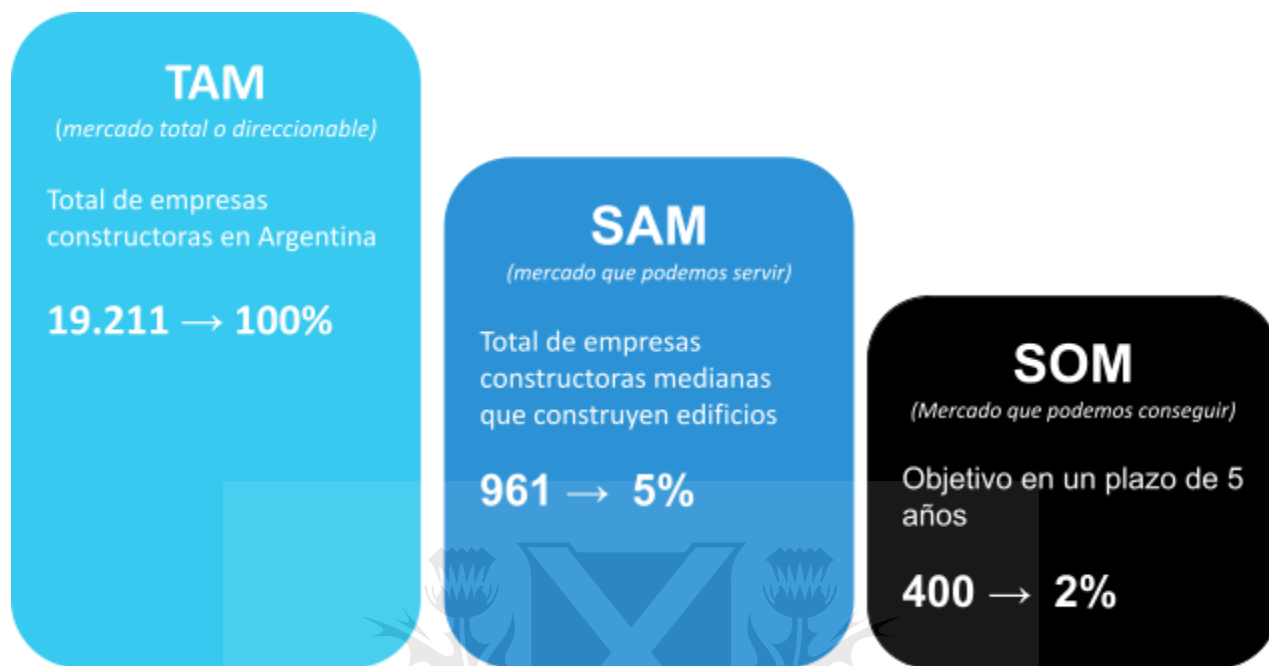 TAM
(mercado total o direccionable)
Total de empresas
constructoras en Argentina
19.211 → 100%
SAM
(mercado que podemos servir)
Total de empresas
constructoras medianas
que construyen edificios
961 → 5%
SOM
(Mercado que podemos conseguir)
Objetivo en un plazo de 5
años
400 → 2%